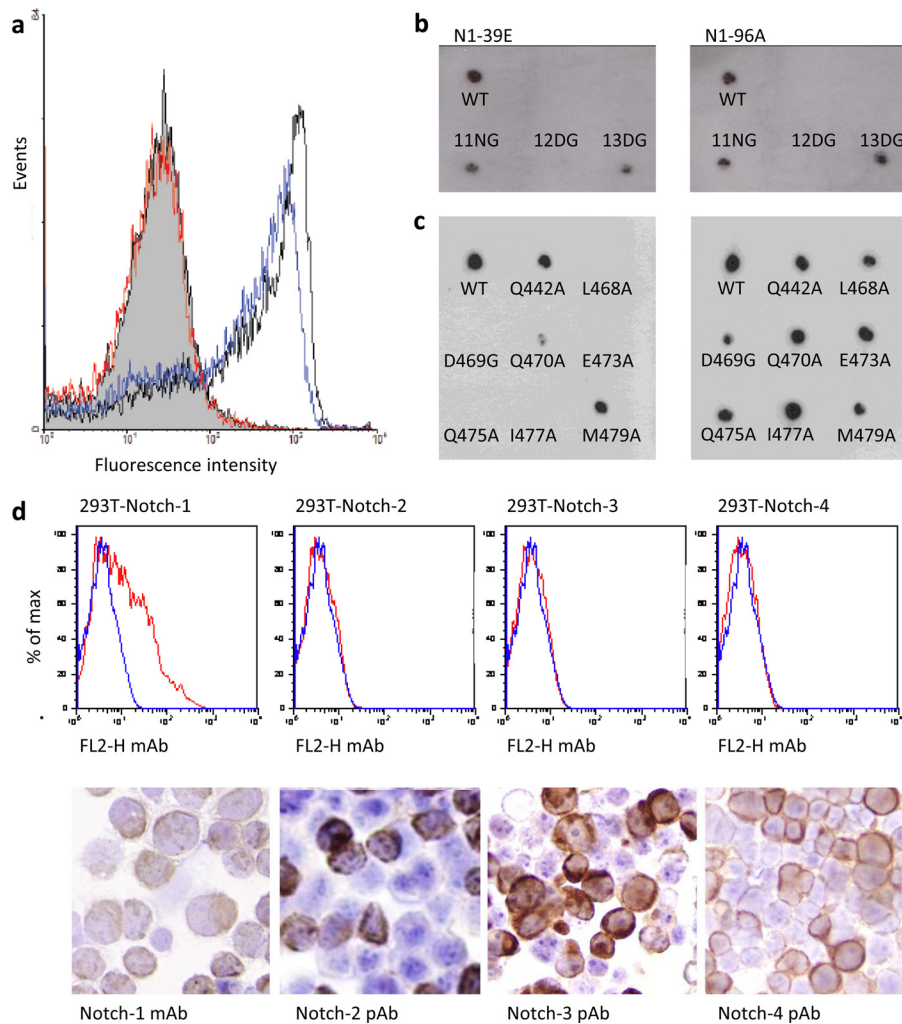 a
Events
Fluorescence intensity
b
N1-39E
N1-96A
WT
WT
11NG 12DG 13DG
11NG 12DG 13DG
c
WT Q442A L468A
D469G Q470A E473A
Q475A I477A M479A
WT Q442A L468A
D469G Q470A E473A
Q475A I477A M479A
d
293T-Notch-1
293T-Notch-2
293T-Notch-3
293T-Notch-4
% of max
FL2-H mAb
FL2-H mAb
FL2-H mAb
FL2-H mAb
Notch-1 mAb
Notch-2 pAb
Notch-3 pAb
Notch-4 pAb